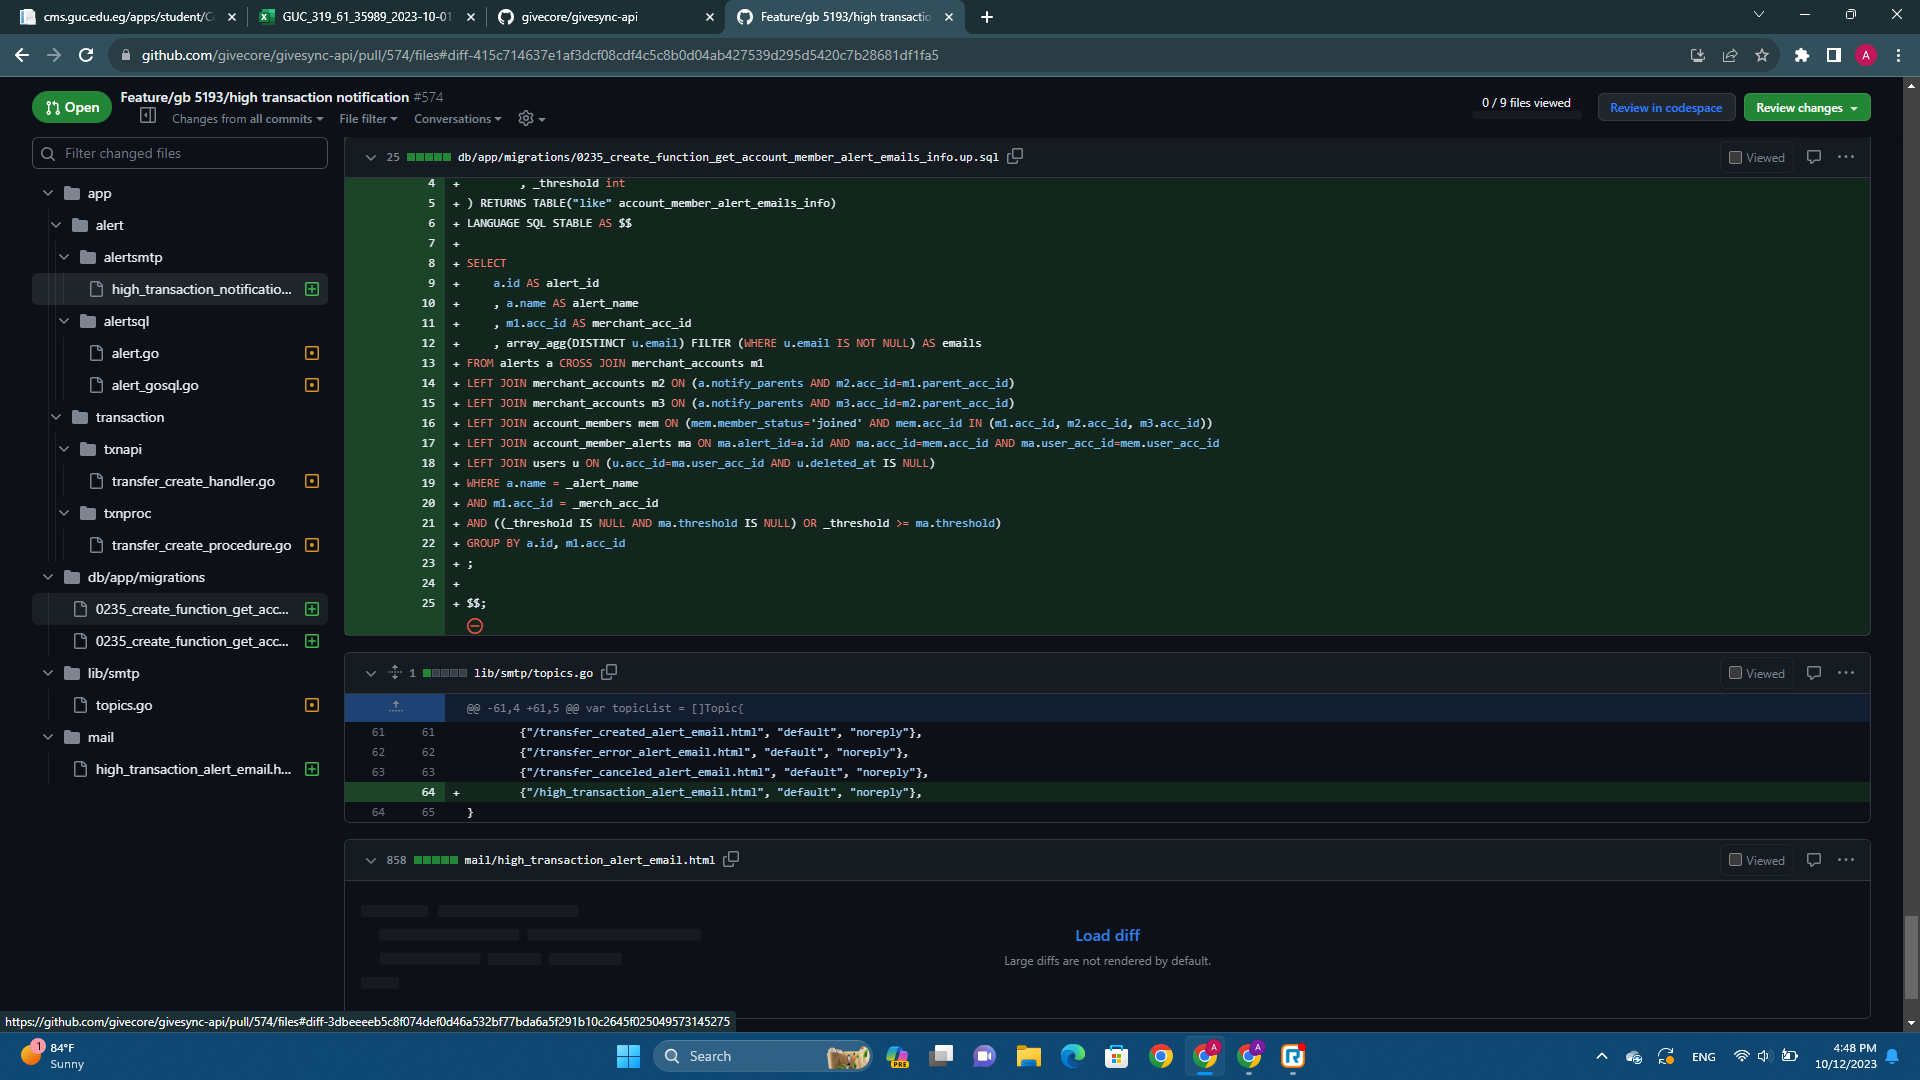 cms.guc.edu.eg/apps/student/Co
GUC_319_61_35989_2023-10-01
givecore/givesync-api
Feature/gb 5193/high transactio
github.com/givecore/givesync-api/pull/574/files#diff-415c714637e1af3dcf08cdf4c5c8b0d04ab427539d295d5420c7b28681df1fa5
A
Open
Feature/gb 5193/high transaction notification #574
Changes from all commits
File filter
Conversations
0 / 9 files viewed
Review in codespace
Review changes
Filter changed files
app
alert
alertsmtp
high_transaction_notificatio...
alertsql
alert.go
alert_gosql.go
transaction
txnapi
transfer_create_handler.go
txnproc
transfer_create_procedure.go
db/app/migrations
0235_create_function_get_acc...
0235_create_function_get_acc...
lib/smtp
topics.go
mail
high_transaction_alert_email.h...
25 db/app/migrations/0235_create_function_get_account_member_alert_emails_info.up.sql
Viewed
4 + , _threshold int
5 + ) RETURNS TABLE("like" account_member_alert_emails_info)
6 + LANGUAGE SQL STABLE AS $$
7 +
8 + SELECT
9 + a.id AS alert_id
10 + , a.name AS alert_name
11 + , m1.acc_id AS merchant_acc_id
12 + , array_agg(DISTINCT u.email) FILTER (WHERE u.email IS NOT NULL) AS emails
13 + FROM alerts a CROSS JOIN merchant_accounts m1
14 + LEFT JOIN merchant_accounts m2 ON (a.notify_parents AND m2.acc_id=m1.parent_acc_id)
15 + LEFT JOIN merchant_accounts m3 ON (a.notify_parents AND m3.acc_id=m2.parent_acc_id)
16 + LEFT JOIN account_members mem ON (mem.member_status='joined' AND mem.acc_id IN (m1.acc_id, m2.acc_id, m3.acc_id))
17 + LEFT JOIN account_member_alerts ma ON ma.alert_id=a.id AND ma.acc_id=mem.acc_id AND ma.user_acc_id=mem.user_acc_id
18 + LEFT JOIN users u ON (u.acc_id=ma.user_acc_id AND u.deleted_at IS NULL)
19 + WHERE a.name = _alert_name
20 + AND m1.acc_id = _merch_acc_id
21 + AND ((_threshold IS NULL AND ma.threshold IS NULL) OR _threshold >= ma.threshold)
22 + GROUP BY a.id, m1.acc_id
23 + ;
24 +
25 + $$;
1 lib/smtp/topics.go
Viewed
@@ -61,4 +61,5 @@ var topicList = []Topic{
61 61 {"/transfer_created_alert_email.html", "default", "noreply"},
62 62 {"/transfer_error_alert_email.html", "default", "noreply"},
63 63 {"/transfer_canceled_alert_email.html", "default", "noreply"},
64 + {"/high_transaction_alert_email.html", "default", "noreply"},
64 65 }
858 mail/high_transaction_alert_email.html
Viewed
Load diff
Large diffs are not rendered by default.
https://github.com/givecore/givesync-api/pull/574/files#diff-3dbeeeeb5c8f074def0d46a532bf77bda6a5f291b10c2645f025049573145275
1
84°F
Sunny
Search
PRE
A
A
ENG
4:48 PM
10/12/2023